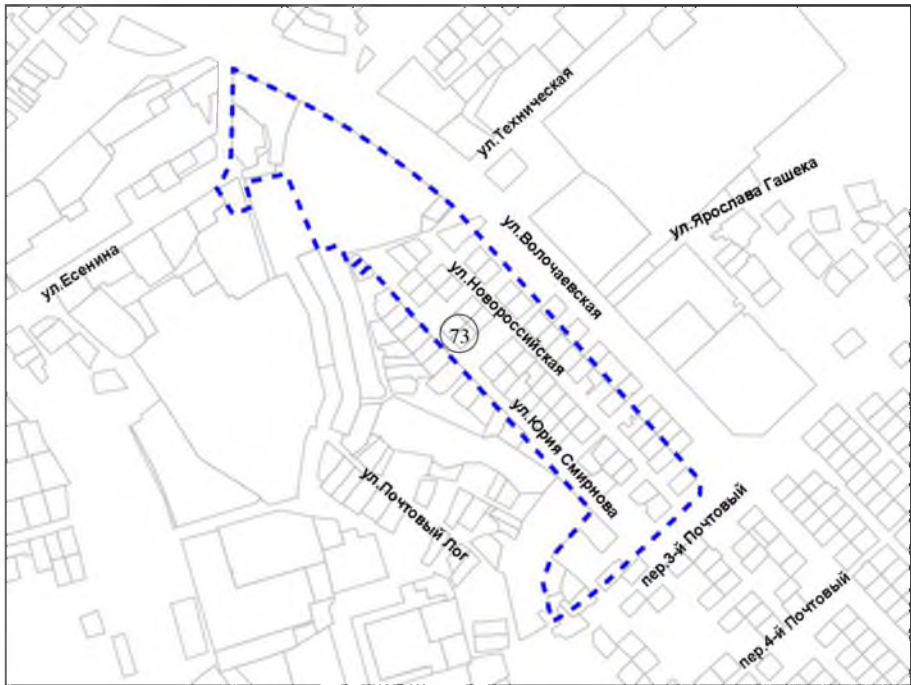 ул.Техническая
ул.Ярослава Гашека
ул.Волочаевская
ул.Есенина
ул.Новороссийская
73
ул.Юрия Смирнова
ул.Почтовый Лог
пер.3-й Почтовый
пер.4-й Почтовый